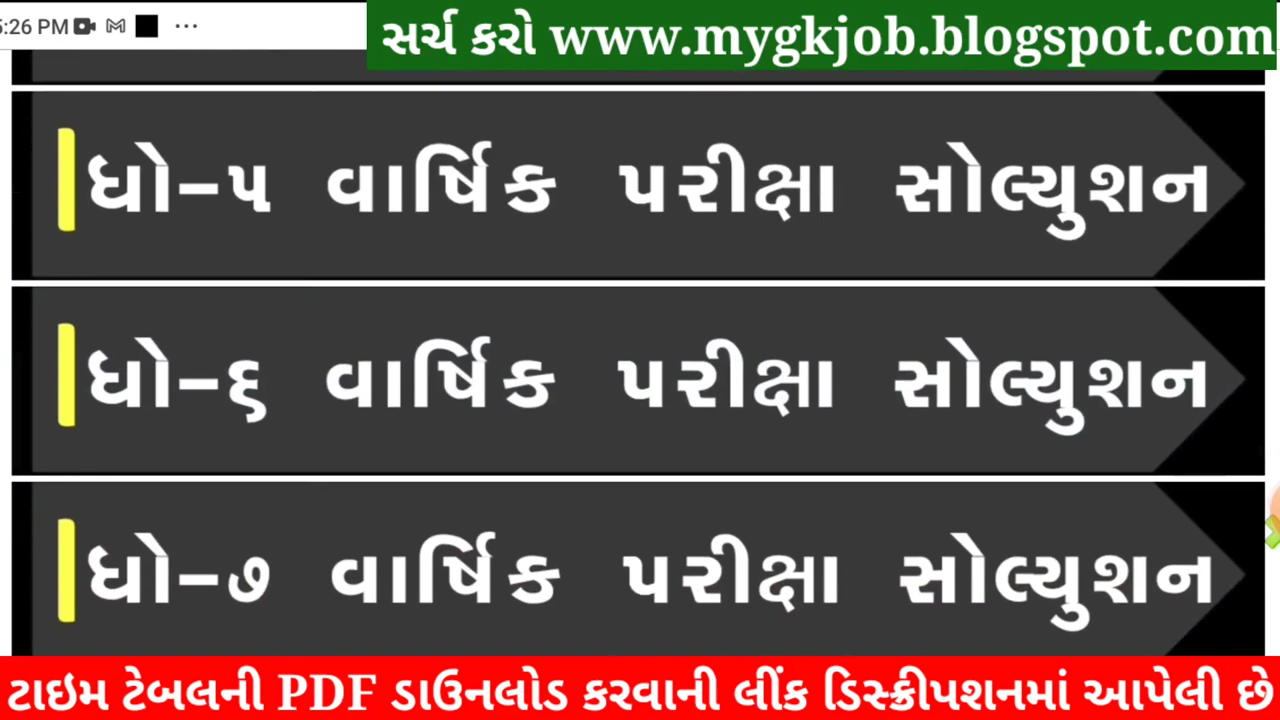 5:26 PM
સર્ચ કરો www.mygkjob.blogspot.com
ધો-૫ વાર્ષિક પરીક્ષા સોલ્યુશન
ધો-૬ વાર્ષિક પરીક્ષા સોલ્યુશન
ધો-૭ વાર્ષિક પરીક્ષા સોલ્યુશન
ટાઇમ ટેબલની PDF ડાઉનલોડ કરવાની લીંક ડિસ્ક્રીપશનમાં આપેલી છે